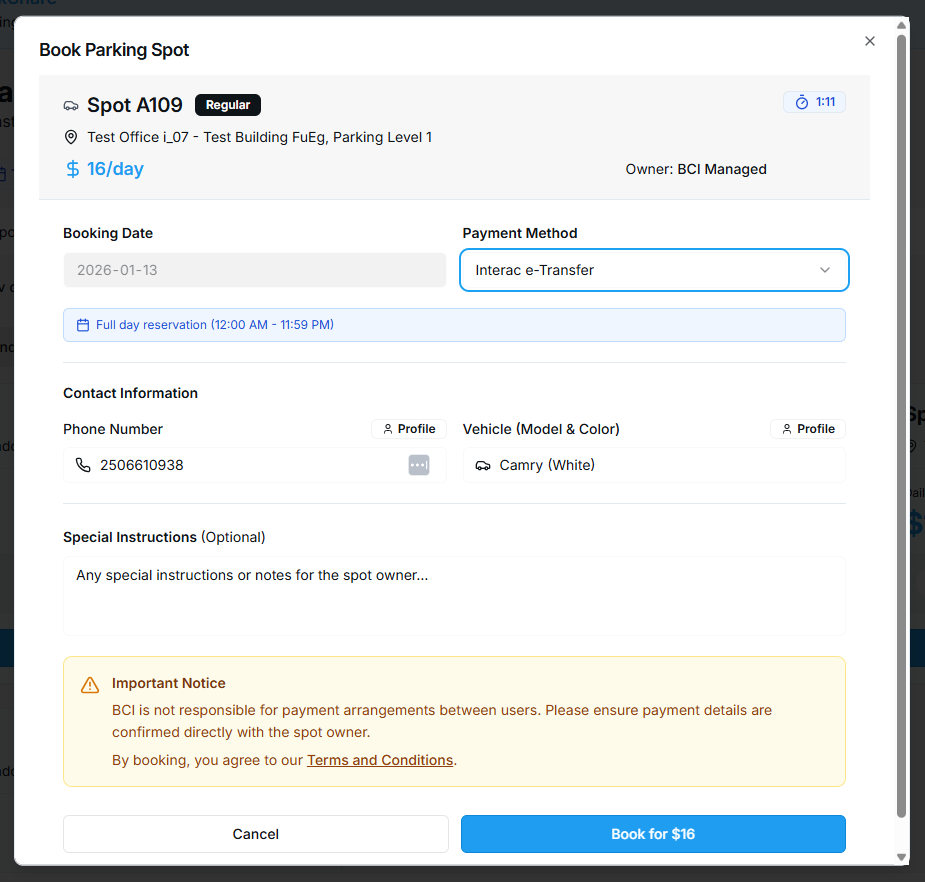 Book Parking Spot
Spot A109 Regular 1:11
Test Office i_07 - Test Building FuEg, Parking Level 1
$ 16/day Owner: BCI Managed
Booking Date Payment Method
2026-01-13 Interac e-Transfer
Full day reservation (12:00 AM - 11:59 PM)
Contact Information
Phone Number Profile Vehicle (Model & Color) Profile
2506610938 Camry (White)
Special Instructions (Optional)
Any special instructions or notes for the spot owner...
Important Notice
BCI is not responsible for payment arrangements between users. Please ensure payment details are
confirmed directly with the spot owner.
By booking, you agree to our Terms and Conditions.
Cancel Book for $16